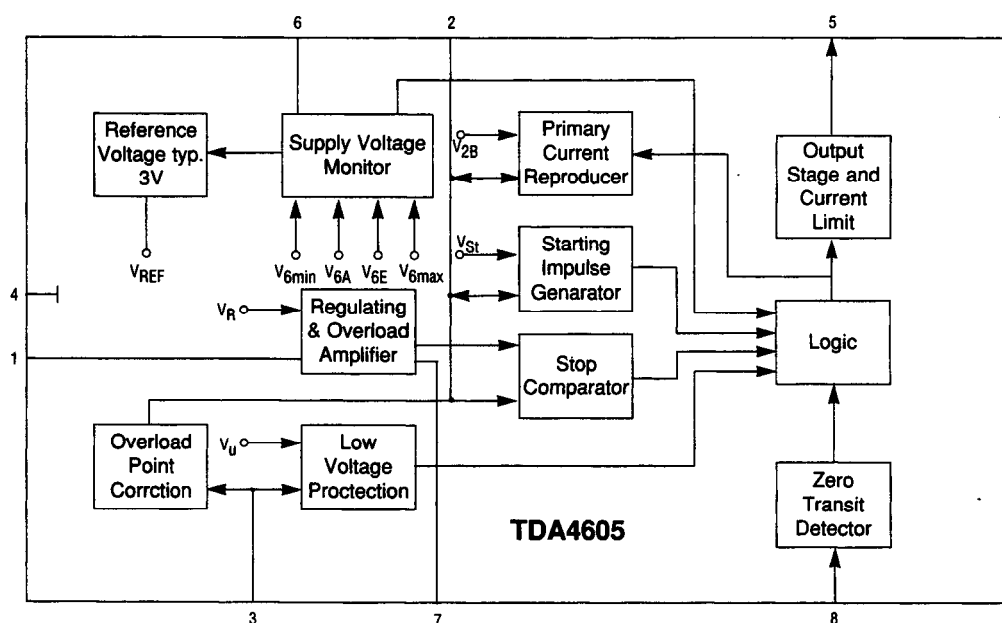 6
2
5
Reference
Voltage typ.
3V
Supply Voltage
Monitor
V2B
Primary
Current
Reproducer
Output
Stage and
Current
Limit
VREF
V6min
V6A
V6E
V6max
VSt
Starting
Impulse
Genarator
4
VR
Regulating
& Overload
Amplifier
1
Stop
Comparator
Logic
Overload
Point
Corrction
Vu
Low
Voltage
Proctection
Zero
Transit
Detector
TDA4605
3
7
8